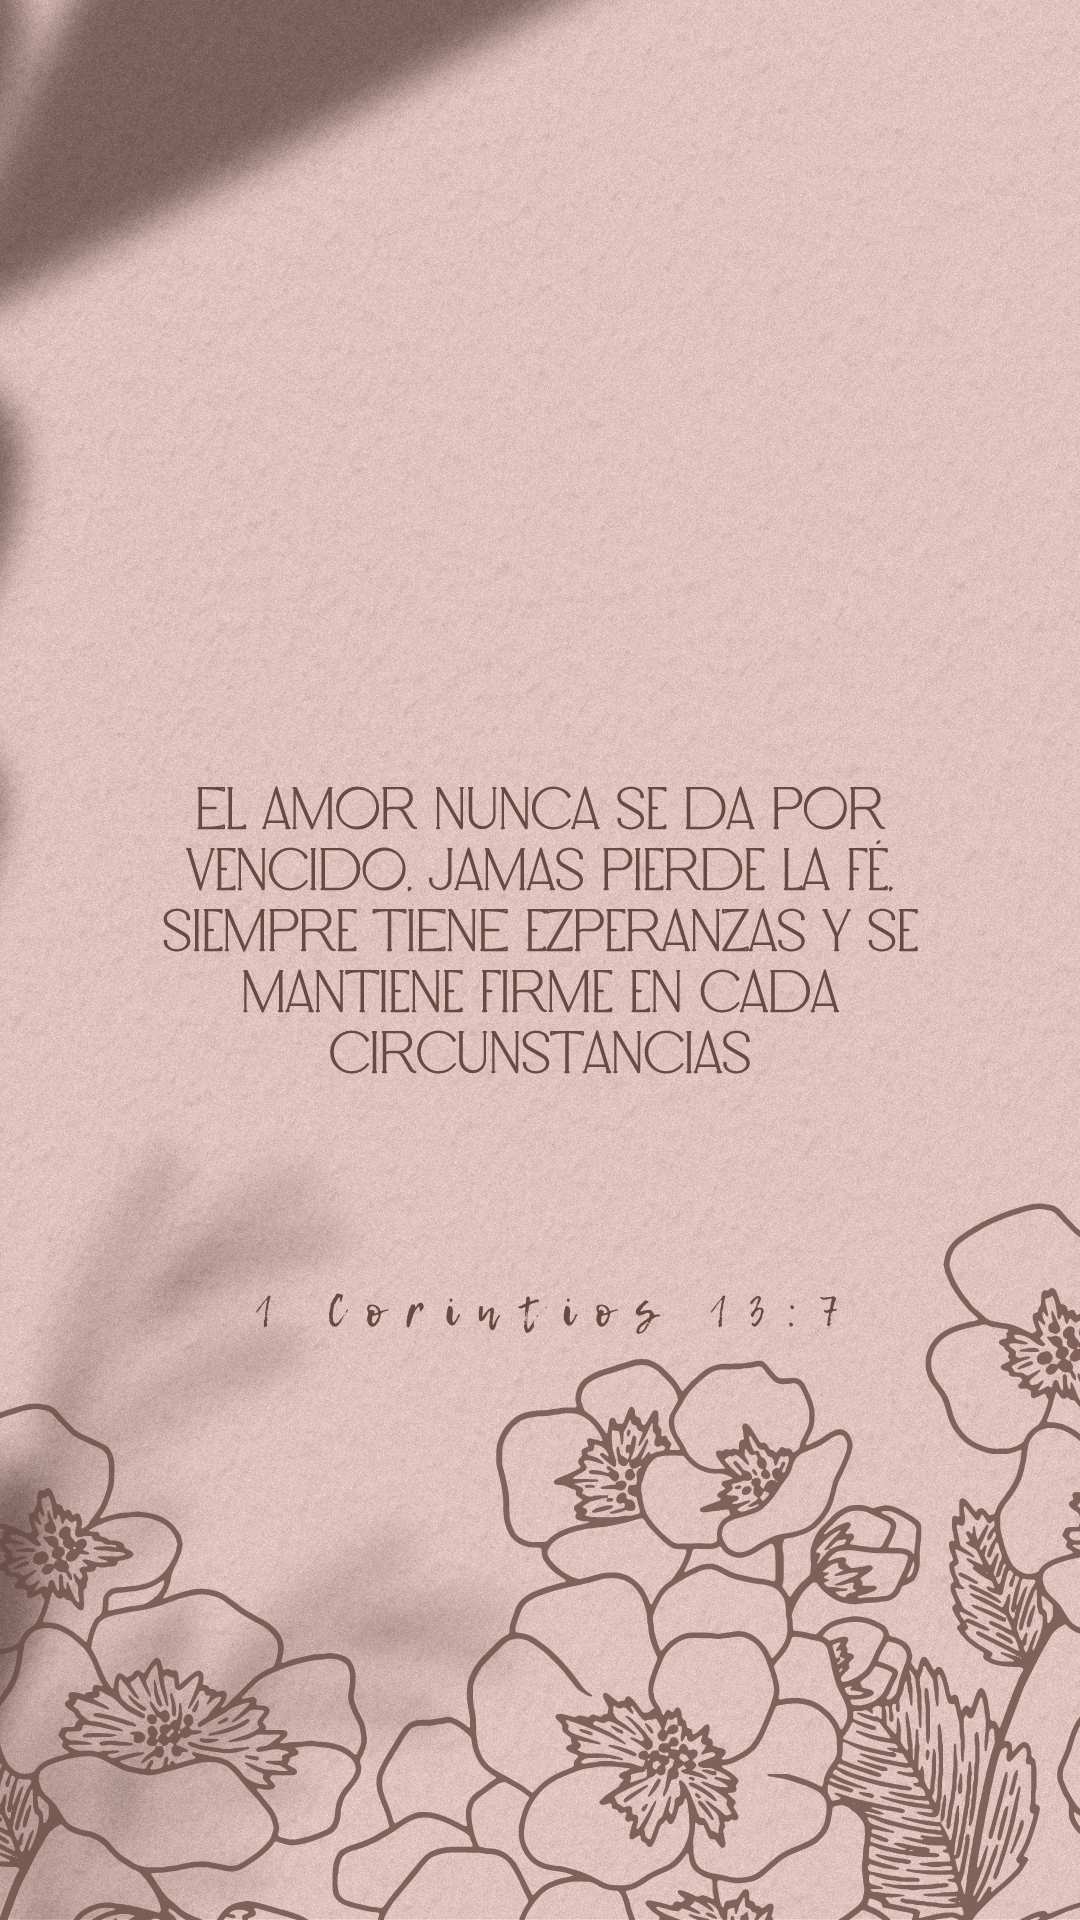 EL AMOR NUNCA SE DA POR
VENCIDO, JAMAS PIERDE LA FÉ,
SIEMPRE TIENE EZPERANZAS Y SE
MANTIENE FIRME EN CADA
CIRCUNSTANCIAS
1 Corintios 13:7